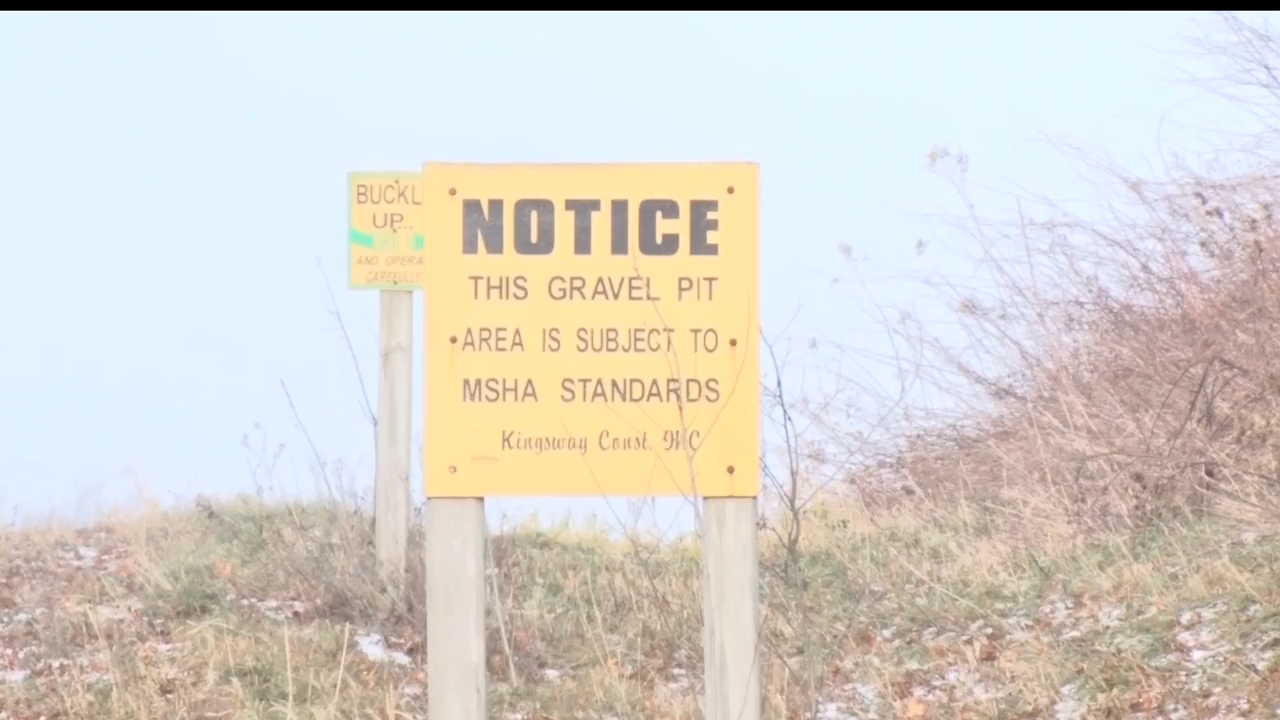 BUCKL
UP...
AND OPERA
CAREFULLY
NOTICE
THIS GRAVEL PIT
AREA IS SUBJECT TO
MSHA STANDARDS
Kingsway Const. INC